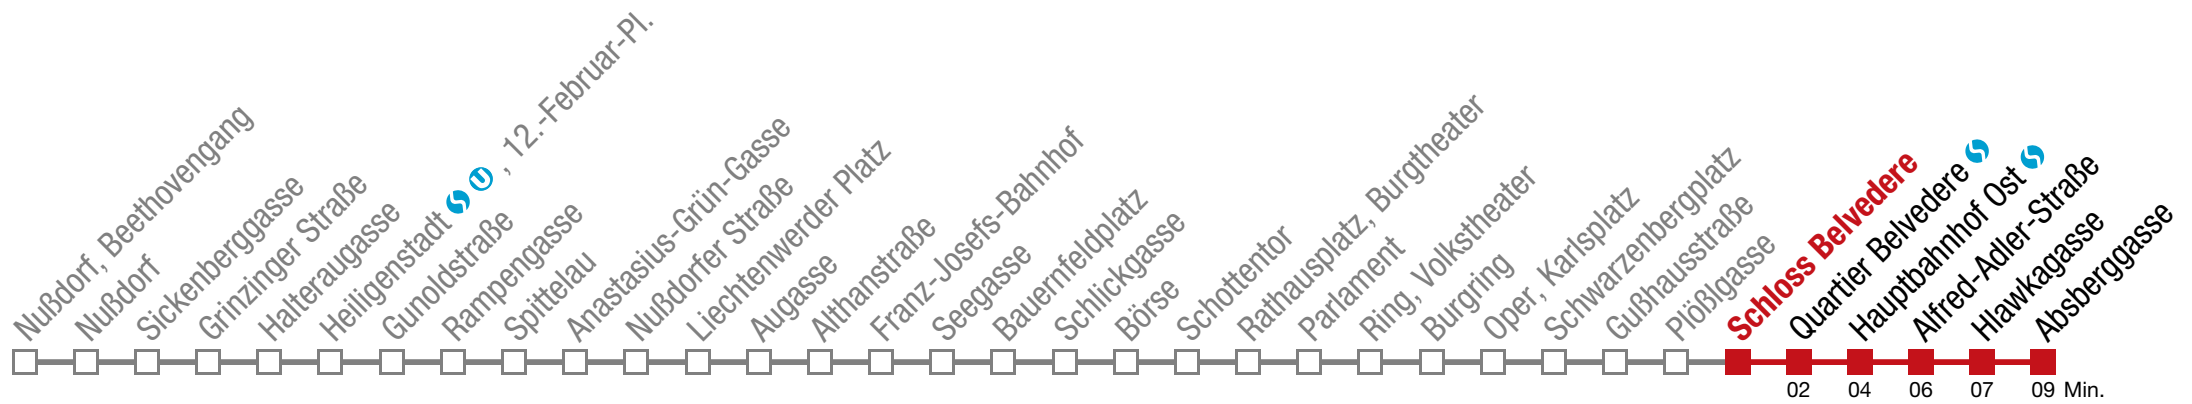 Nußdorf, Beethovengang
Nußdorf
Sickenberggasse
Grinzinger Straße
Halteraugasse
Heiligenstadt S U , 12.-Februar-Pl.
Gunoldstraße
Rampengasse
Spittelau
Anastasius-Grün-Gasse
Nußdorfer Straße
Liechtenwerder Platz
Augasse
Althanstraße
Franz-Josefs-Bahnhof
Seegasse
Bauernfeldplatz
Schlickgasse
Börse
Schottentor
Rathausplatz, Burgtheater
Parlament
Ring, Volkstheater
Burgring
Oper, Karlsplatz
Schwarzenbergplatz
Gußhausstraße
Plößlgasse
Schloss Belvedere
Quartier Belvedere S
Hauptbahnhof Ost S
Alfred-Adler-Straße
Hlawkagasse
Absberggasse
02 04 06 07 09 Min.